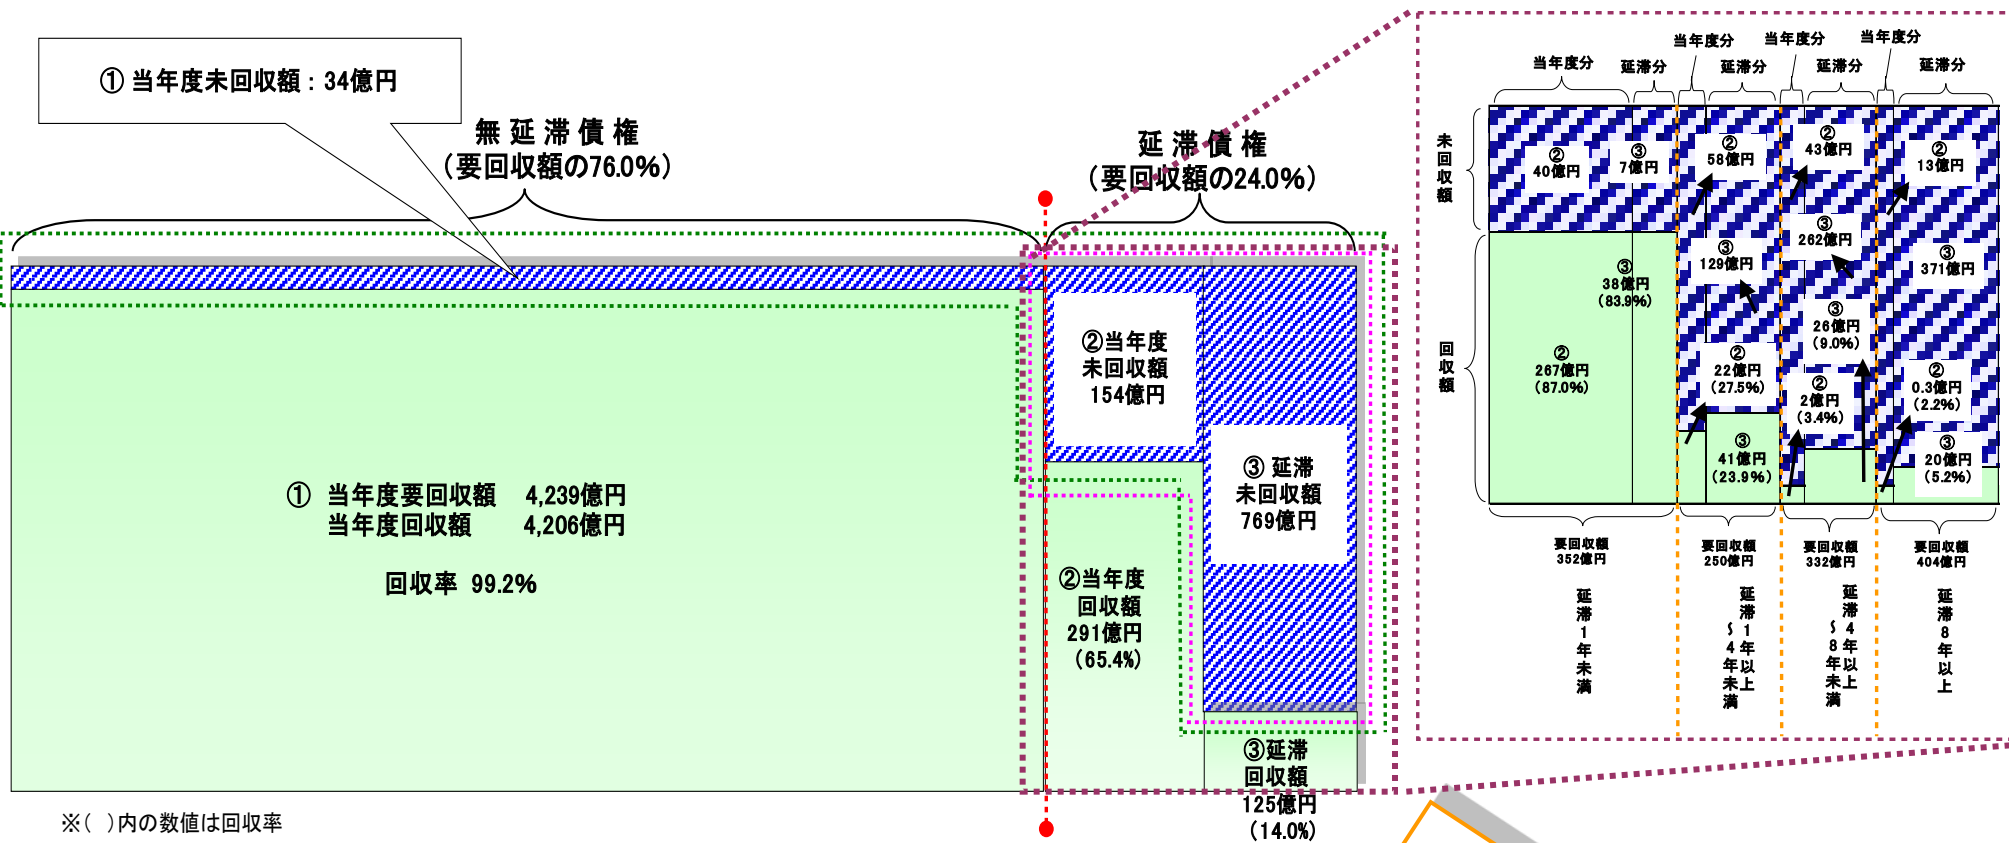 ① 当年度未回収額：34億円
無 延 滞 債 権
（要回収額の76.0%）
延 滞 債 権
（要回収額の24.0%）
① 当年度要回収額 4,239億円
当年度回収額 4,206億円
回収率 99.2%
②当年度
未回収額
154億円
③ 延滞
未回収額
769億円
②当年度
回収額
291億円
（65.4%）
③延滞
回収額
125億円
（14.0%）
※（ ）内の数値は回収率
当年度分
延滞分
当年度分
延滞分
当年度分
延滞分
当年度分
延滞分
未回収額
回収額
②
40億円
③
7億円
②
58億円
②
43億円
②
13億円
③
129億円
③
262億円
③
371億円
③
38億円
（83.9%）
②
267億円
（87.0%）
②
22億円
（27.5%）
③
41億円
（23.9%）
③
26億円
（9.0%）
②
2億円
（3.4%）
②
0.3億円
（2.2%）
③
20億円
（5.2%）
要回収額
352億円
要回収額
250億円
要回収額
332億円
要回収額
404億円
延滞1年未満
延滞1年以上
～4年未満
延滞4年以上
～8年未満
延滞8年以上